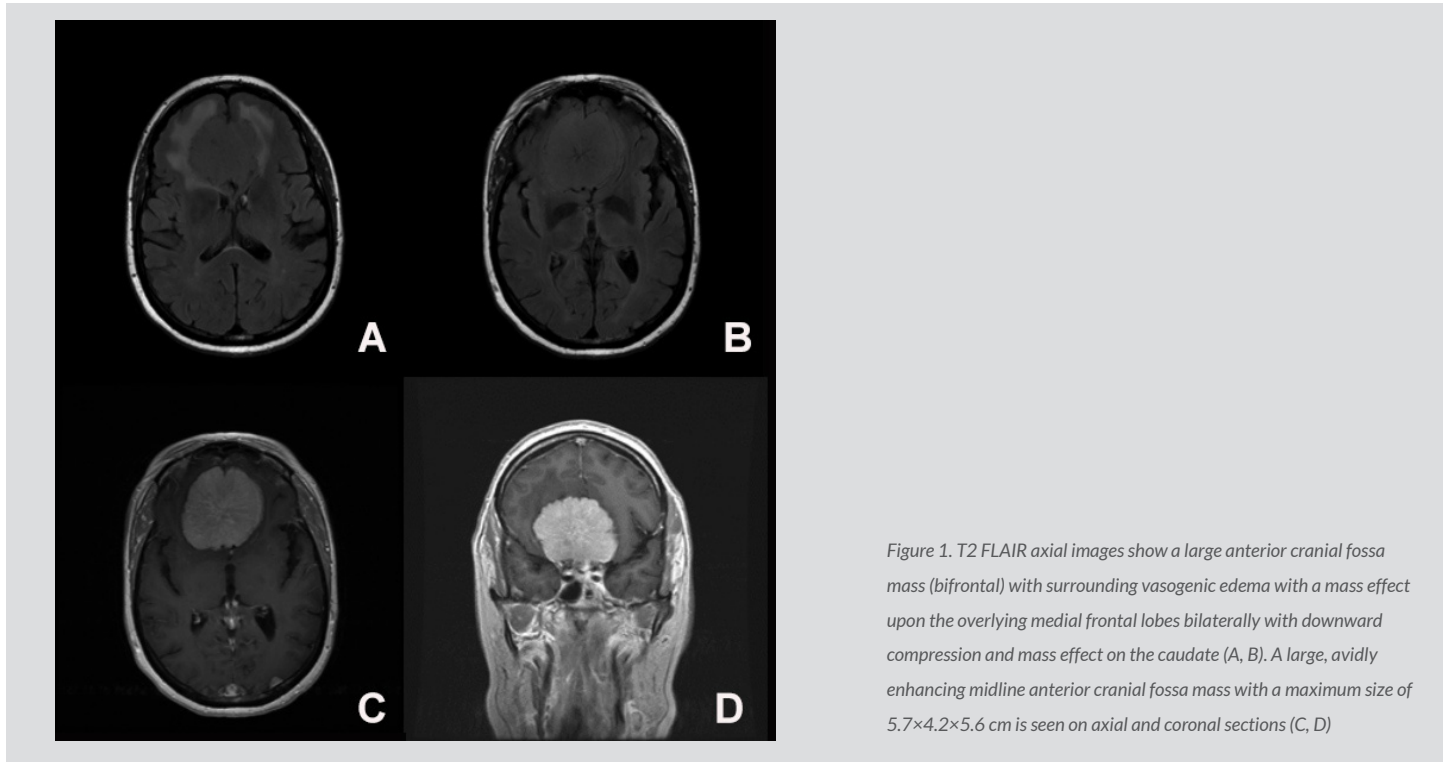 A
B
C
D
Figure 1. T2 FLAIR axial images show a large anterior cranial fossa
mass (bifrontal) with surrounding vasogenic edema with a mass effect
upon the overlying medial frontal lobes bilaterally with downward
compression and mass effect on the caudate (A, B). A large, avidly
enhancing midline anterior cranial fossa mass with a maximum size of
5.7×4.2×5.6 cm is seen on axial and coronal sections (C, D)